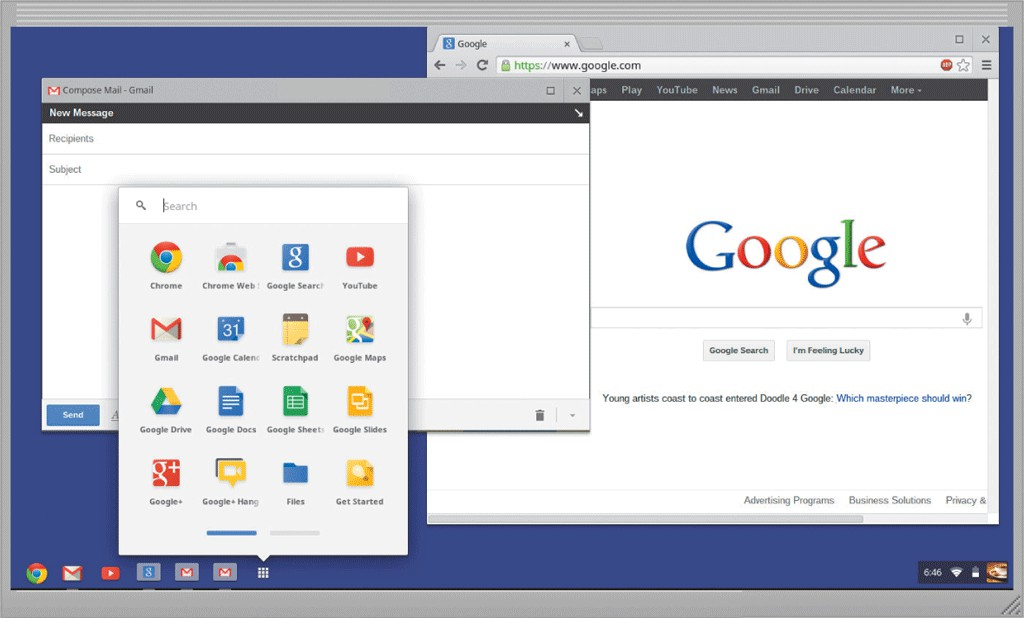 Google
https://www.google.com
Compose Mail - Gmail
aps Play YouTube News Gmail Drive Calendar More
New Message
Recipients
Subject
Search
Chrome Chrome Web Google Search YouTube
31
Gmail Google Calenc Scratchpad Google Maps
Google Drive Google Docs Google Sheets Google Slides
g+
Google+ Google+ Hang Files Get Started
Send
Google
Google Search I'm Feeling Lucky
Young artists coast to coast entered Doodle 4 Google: Which masterpiece should win?
Advertising Programs Business Solutions Privacy &
6:46